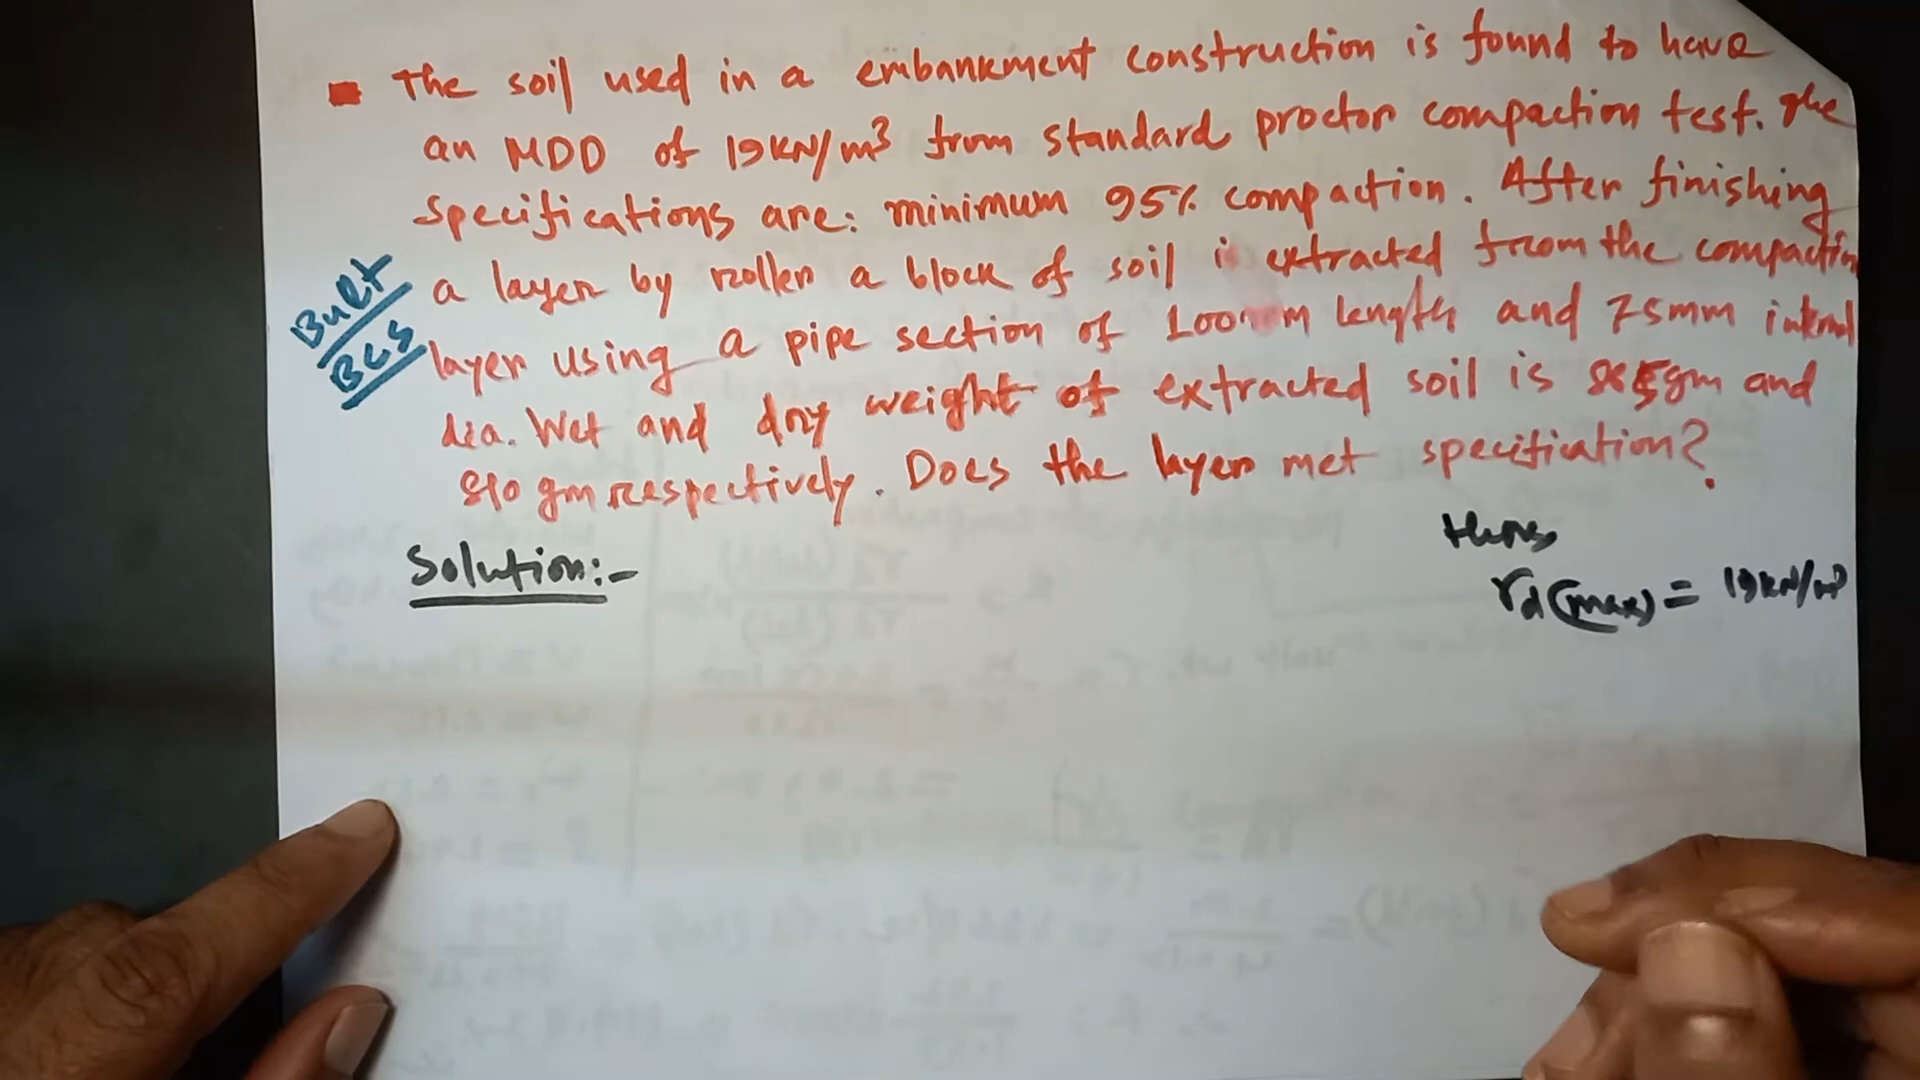 The soil used in a embankment construction is found to have
an MDD of 19KN/m³ from standard proctor compaction test. The
specifications are: minimum 95% compaction. After finishing
a layer by roller a block of soil is extracted from the compaction
layer using a pipe section of 100mm length and 75mm internal
dia. Wet and dry weight of extracted soil is gm and
810 gm respectively. Does the layer met specification?
Buet
BCS
Solution:-
γd(max) = 19kN/m³